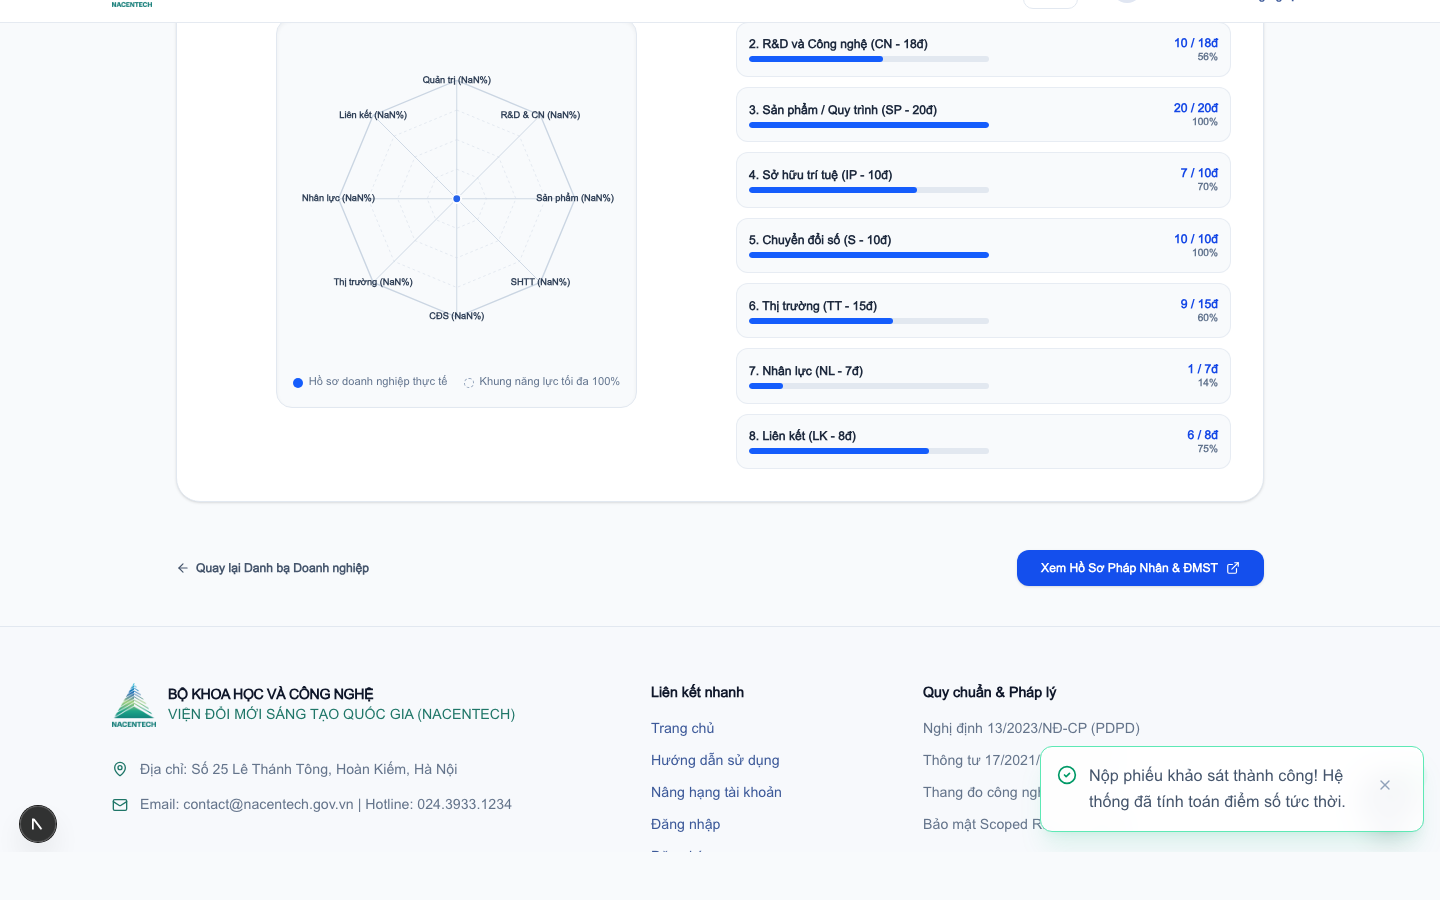 NACENTECH
Quản trị (NaN%)
Liên kết (NaN%)
R&D & CN (NaN%)
Nhân lực (NaN%)
Sản phẩm (NaN%)
Thị trường (NaN%)
SHTT (NaN%)
CĐS (NaN%)
Hồ sơ doanh nghiệp thực tế
Khung năng lực tối đa 100%
2. R&D và Công nghệ (CN - 18đ)
10 / 18đ
56%
3. Sản phẩm / Quy trình (SP - 20đ)
20 / 20đ
100%
4. Sở hữu trí tuệ (IP - 10đ)
7 / 10đ
70%
5. Chuyển đổi số (S - 10đ)
10 / 10đ
100%
6. Thị trường (TT - 15đ)
9 / 15đ
60%
7. Nhân lực (NL - 7đ)
1 / 7đ
14%
8. Liên kết (LK - 8đ)
6 / 8đ
75%
Quay lại Danh bạ Doanh nghiệp
Xem Hồ Sơ Pháp Nhân & ĐMST
NACENTECH
BỘ KHOA HỌC VÀ CÔNG NGHỆ
VIỆN ĐỔI MỚI SÁNG TẠO QUỐC GIA (NACENTECH)
Địa chỉ: Số 25 Lê Thánh Tông, Hoàn Kiếm, Hà Nội
Email: contact@nacentech.gov.vn | Hotline: 024.3933.1234
Liên kết nhanh
Trang chủ
Hướng dẫn sử dụng
Nâng hạng tài khoản
Đăng nhập
Quy chuẩn & Pháp lý
Nghị định 13/2023/NĐ-CP (PDPD)
Thông tư 17/2021/
Thang đo công
Bảo mật Scoped
Nộp phiếu khảo sát thành công! Hệ
thống đã tính toán điểm số tức thời.